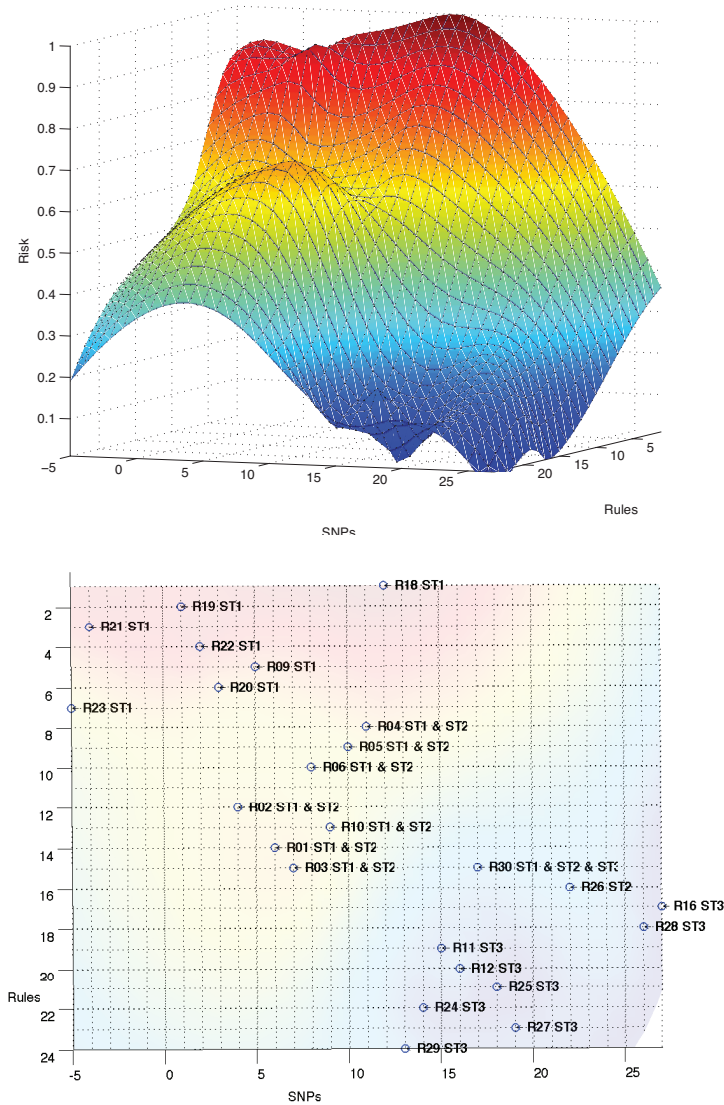 1
0.9
0.8
0.7
0.6
0.5
0.4
0.3
0.2
0.1
Risk
-5 0 5 10 15 20 25
20 15 10 5
Rules
SNPs
R18 ST1
2
R19 ST1
R21 ST1
4
R22 ST1
R09 ST1
6
R20 ST1
R23 ST1
8
R04 ST1 & ST2
R05 ST1 & ST2
10
R06 ST1 & ST2
12
R02 ST1 & ST2
R10 ST1 & ST2
14
R01 ST1 & ST2
R03 ST1 & ST2
R30 ST1 & ST2 & ST3
16
R26 ST2
R16 ST3
18
R28 ST3
R11 ST3
20
R12 ST3
R25 ST3
Rules
22
R24 ST3
R27 ST3
24
R29 ST3
-5 0 5 10 15 20 25
SNPs